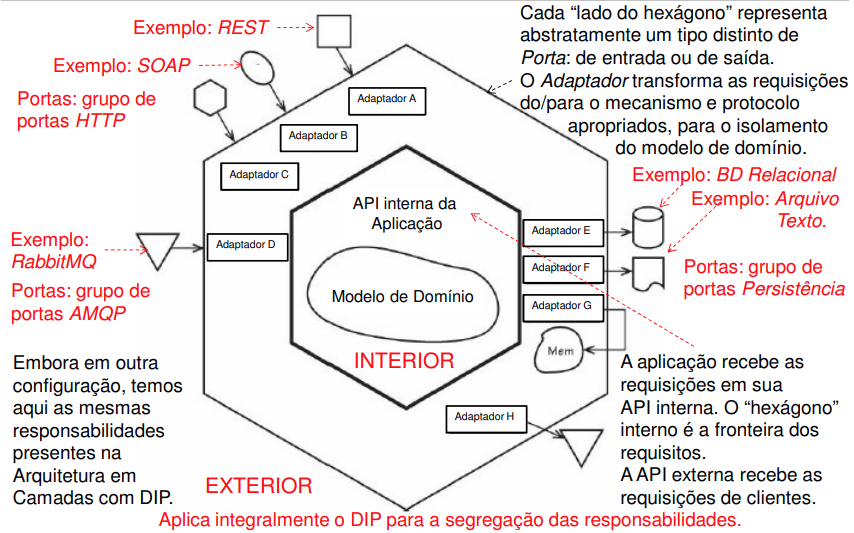 Exemplo: REST
Exemplo: SOAP
Portas: grupo de
portas HTTP
Cada “lado do hexágono” representa
abstratamente um tipo distinto de
Porta: de entrada ou de saída.
O Adaptador transforma as requisições
do/para o mecanismo e protocolo
apropriados, para o isolamento
do modelo de domínio.
Adaptador A
Adaptador B
Adaptador C
Exemplo: BD Relacional
Exemplo: Arquivo
Texto.
API interna da
Aplicação
Exemplo:
RabbitMQ
Portas: grupo de
portas AMQP
Adaptador D
Adaptador E
Adaptador F
Adaptador G
Portas: grupo de
portas Persistência
Modelo de Domínio
INTERIOR
Mem
Embora em outra
configuração, temos
aqui as mesmas
responsabilidades
presentes na
Arquitetura em
Camadas com DIP.
A aplicação recebe as
requisições em sua
API interna. O “hexágono”
interno é a fronteira dos
requisitos.
A API externa recebe as
requisições de clientes.
Adaptador H
EXTERIOR
Aplica integralmente o DIP para a segregação das responsabilidades.